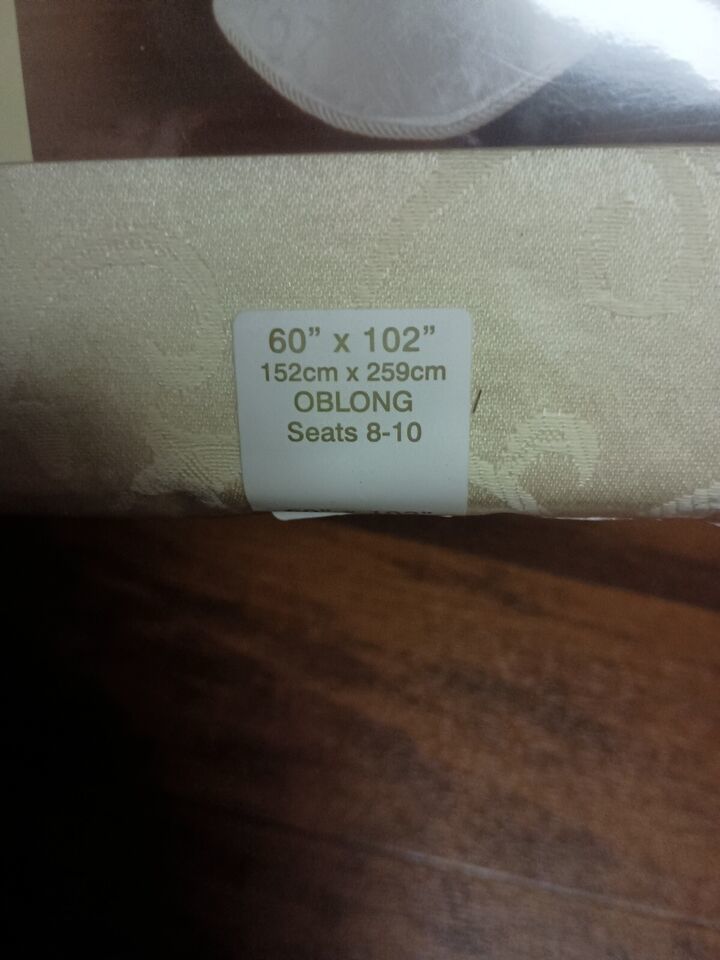 60” x 102”
152cm x 259cm
OBLONG
Seats 8-10